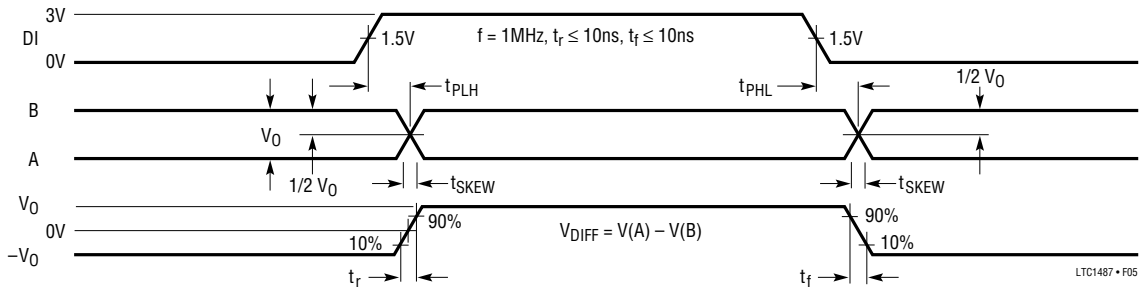 3V
DI
0V
1.5V
f = 1MHz, tr ≤ 10ns, tf ≤ 10ns
1.5V
tPLH
tPHL
1/2 VO
B
VO
A
1/2 VO
tSKEW
tSKEW
VO
0V
–VO
90%
10%
VDIFF = V(A) – V(B)
90%
10%
tr
tf
LTC1487 • F05